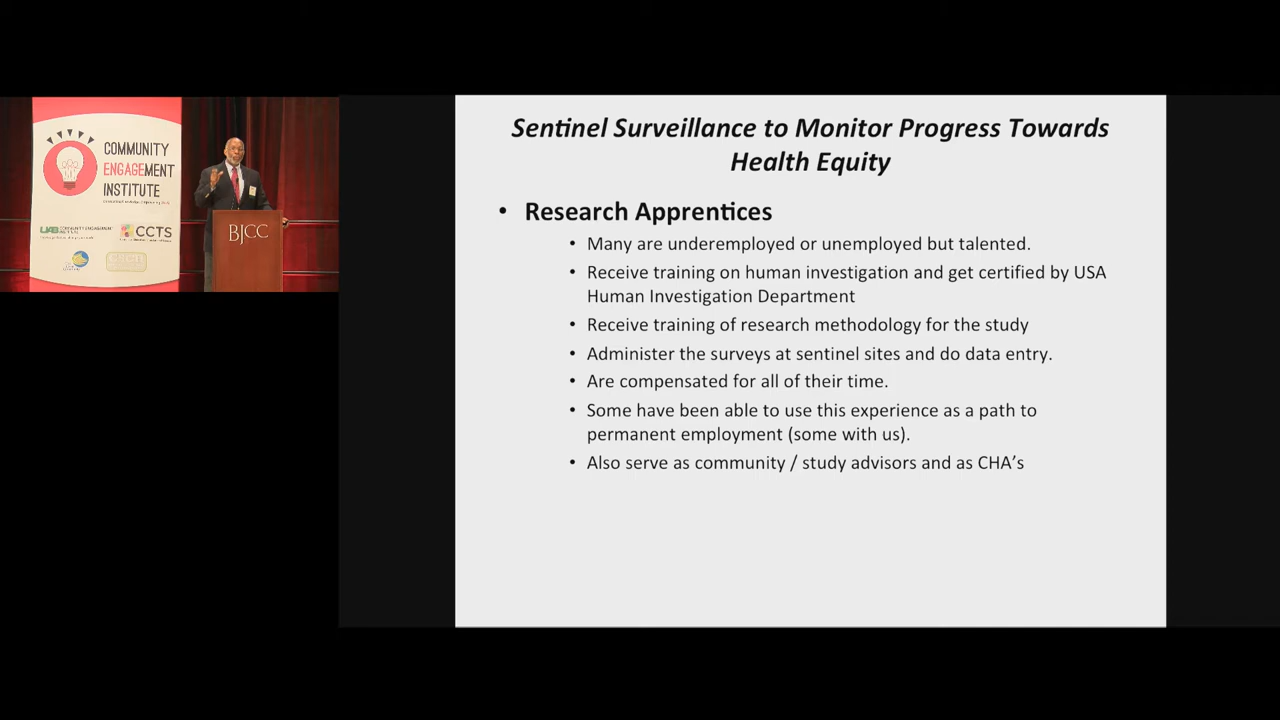 COMMUNITY
ENGAGEMENT
INSTITUTE
CCTS
BJCC
Sentinel Surveillance to Monitor Progress Towards
Health Equity
• Research Apprentices
• Many are underemployed or unemployed but talented.
• Receive training on human investigation and get certified by USA
Human Investigation Department
• Receive training of research methodology for the study
• Administer the surveys at sentinel sites and do data entry.
• Are compensated for all of their time.
• Some have been able to use this experience as a path to
permanent employment (some with us).
• Also serve as community / study advisors and as CHA's